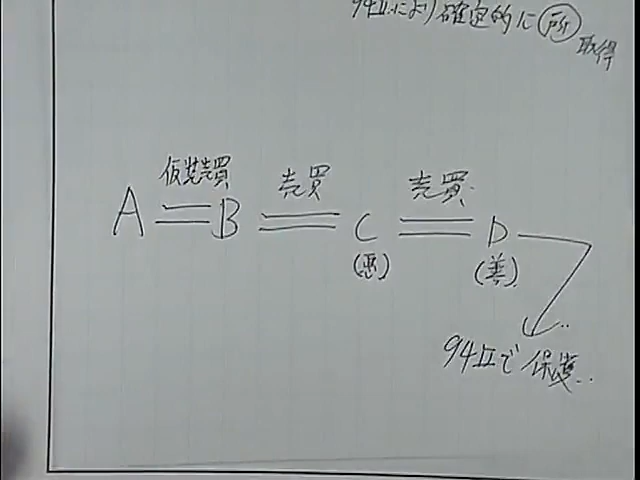 94Ⅱにより確定的に所
取得
仮装売買 売買 売買
A B C D
(悪) (善)
94Ⅱで保護..